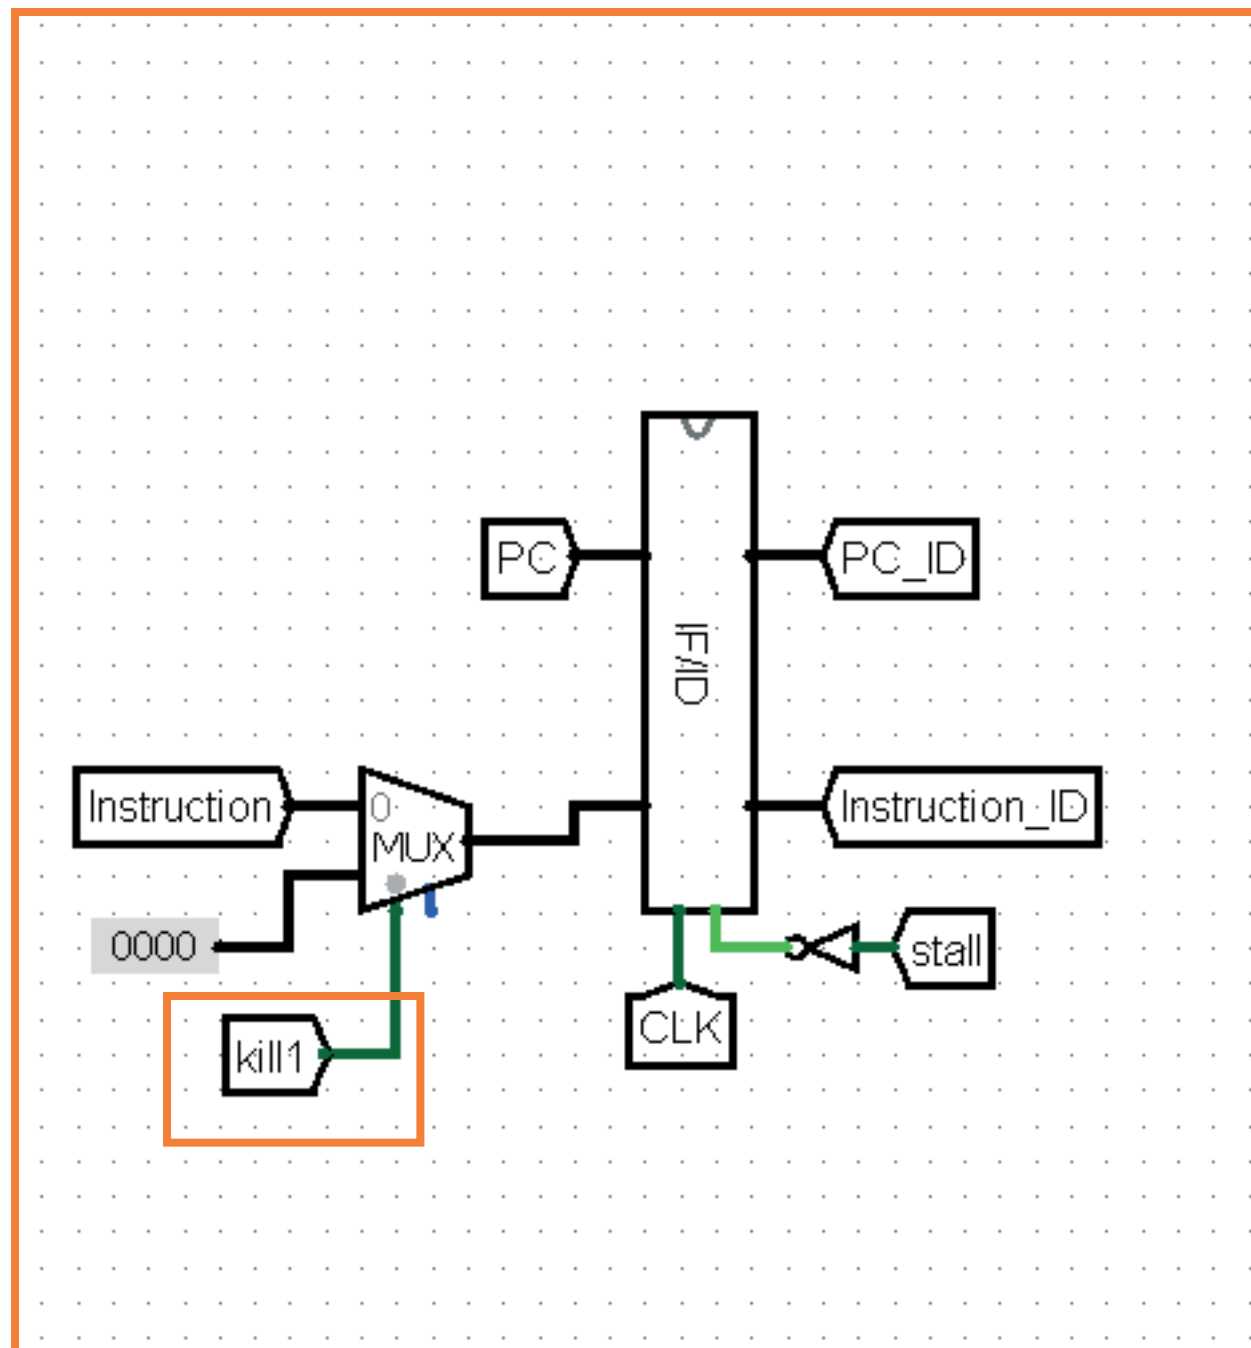 PC
PC_ID
IF/ID
Instruction
0
MUX
Instruction_ID
0000
stall
CLK
kill1